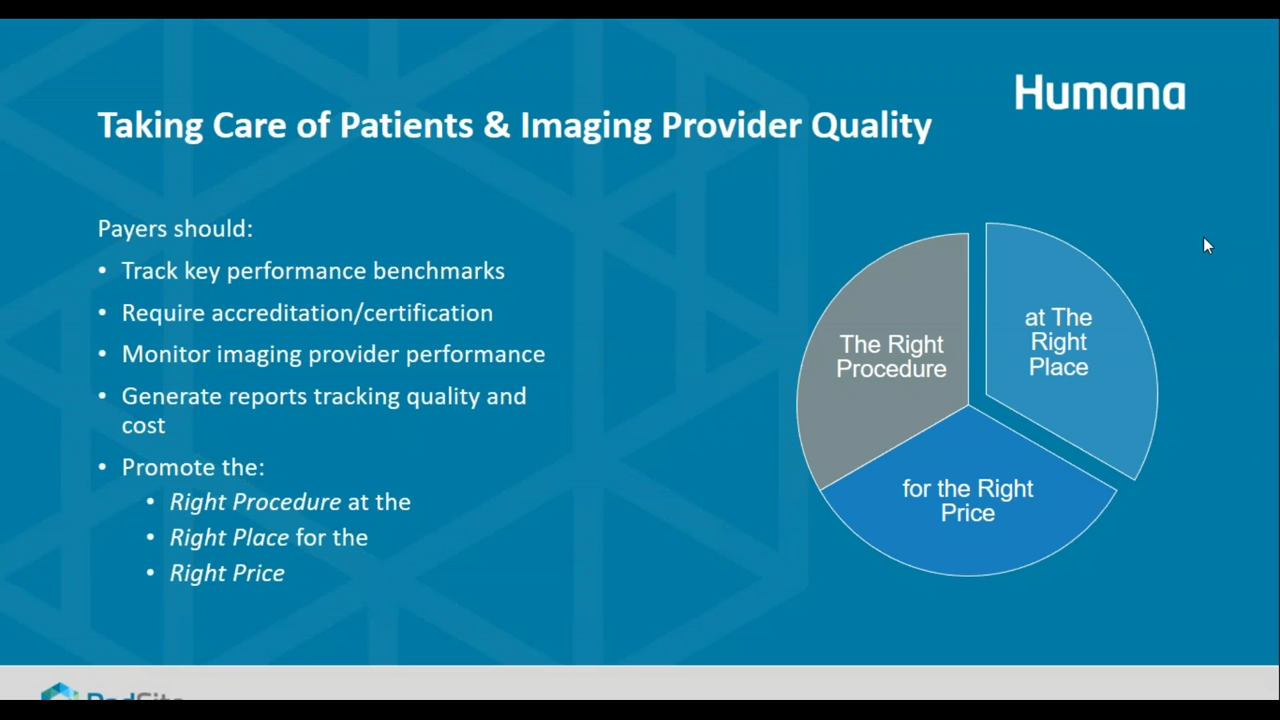 Humana
Taking Care of Patients & Imaging Provider Quality
Payers should:
• Track key performance benchmarks
• Require accreditation/certification
• Monitor imaging provider performance
• Generate reports tracking quality and
cost
• Promote the:
• Right Procedure at the
• Right Place for the
• Right Price
The Right
Procedure
at The
Right
Place
for the Right
Price